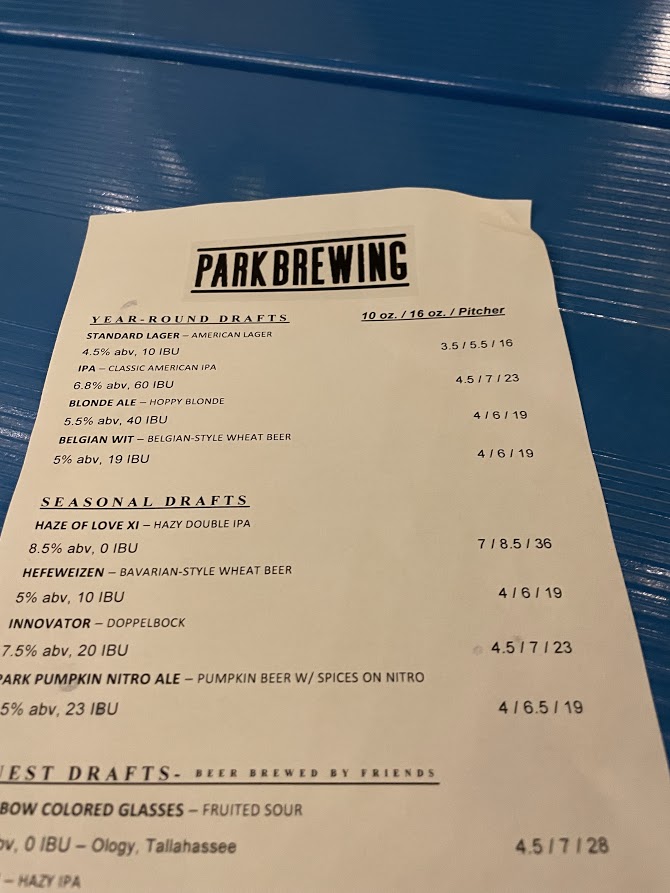 PARK BREWING
YEAR-ROUND DRAFTS 10 oz. / 16 oz. / Pitcher
STANDARD LAGER – AMERICAN LAGER
4.5% abv, 10 IBU 3.5 / 5.5 / 16
IPA – CLASSIC AMERICAN IPA
6.8% abv, 60 IBU 4.5 / 7 / 23
BLONDE ALE – HOPPY BLONDE
5.5% abv, 40 IBU 4 / 6 / 19
BELGIAN WIT – BELGIAN-STYLE WHEAT BEER
5% abv, 19 IBU 4 / 6 / 19
SEASONAL DRAFTS
HAZE OF LOVE XI – HAZY DOUBLE IPA
8.5% abv, 0 IBU 7 / 8.5 / 36
HEFEWEIZEN – BAVARIAN-STYLE WHEAT BEER
5% abv, 10 IBU 4 / 6 / 19
INNOVATOR – DOPPELBOCK
7.5% abv, 20 IBU 4.5 / 7 / 23
PARK PUMPKIN NITRO ALE – PUMPKIN BEER W/ SPICES ON NITRO
5% abv, 23 IBU 4 / 6.5 / 19
EST DRAFTS- BEER BREWED BY FRIENDS
BOW COLORED GLASSES – FRUITED SOUR
bv, 0 IBU – Ology, Tallahassee 4.5 / 7 / 28
– HAZY IPA